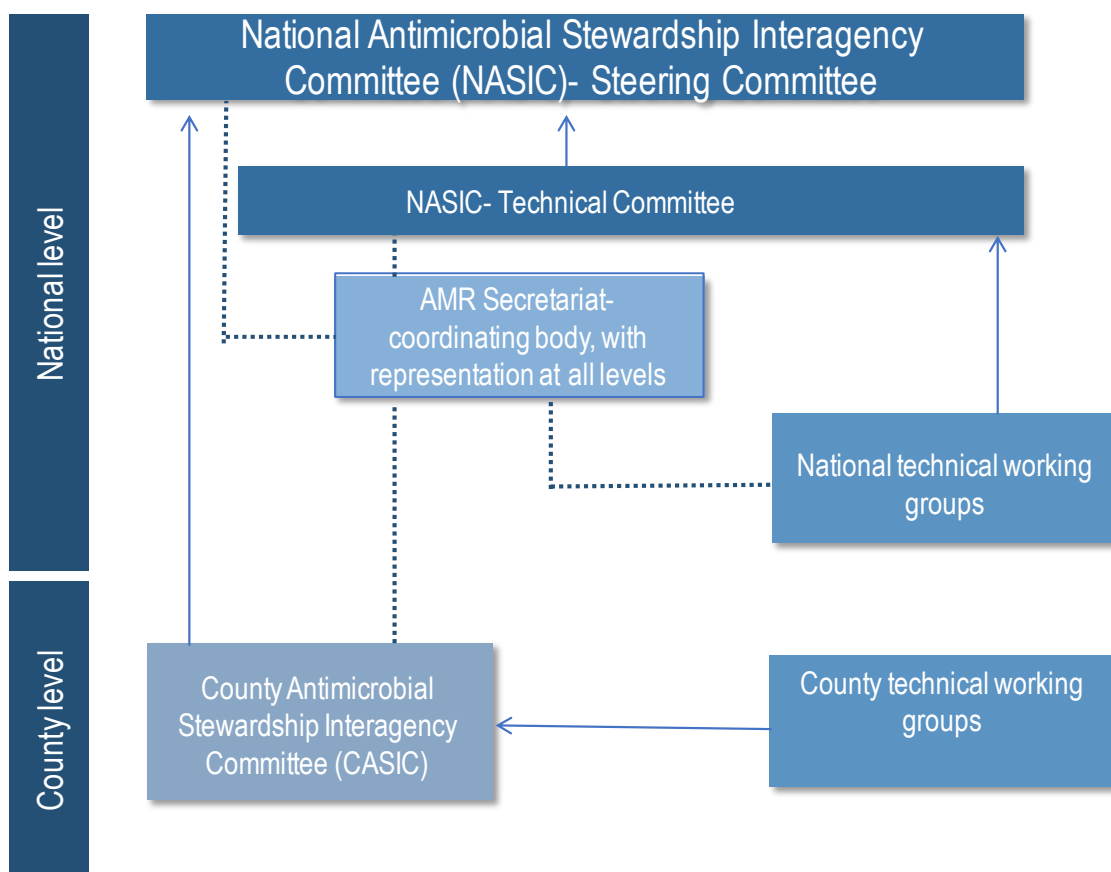 National level
National Antimicrobial Stewardship Interagency
Committee (NASIC)- Steering Committee
NASIC- Technical Committee
AMR Secretariat-
coordinating body, with
representation at all levels
National technical working
groups
County level
County Antimicrobial
Stewardship Interagency
Committee (CASIC)
County technical working
groups